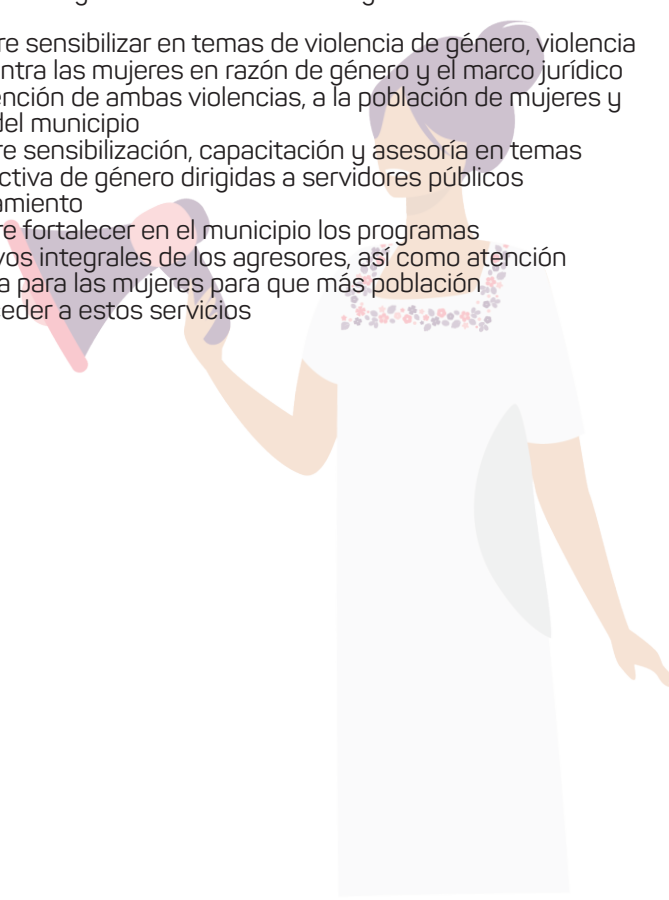 re sensibilizar en temas de violencia de género, violencia
ntra las mujeres en razón de género y el marco jurídico
ención de ambas violencias, a la población de mujeres y
del municipio
re sensibilización, capacitación y asesoría en temas
ctiva de género dirigidas a servidores públicos
amiento
re fortalecer en el municipio los programas
vos integrales de los agresores, así como atención
a para las mujeres para que más población
eder a estos servicios